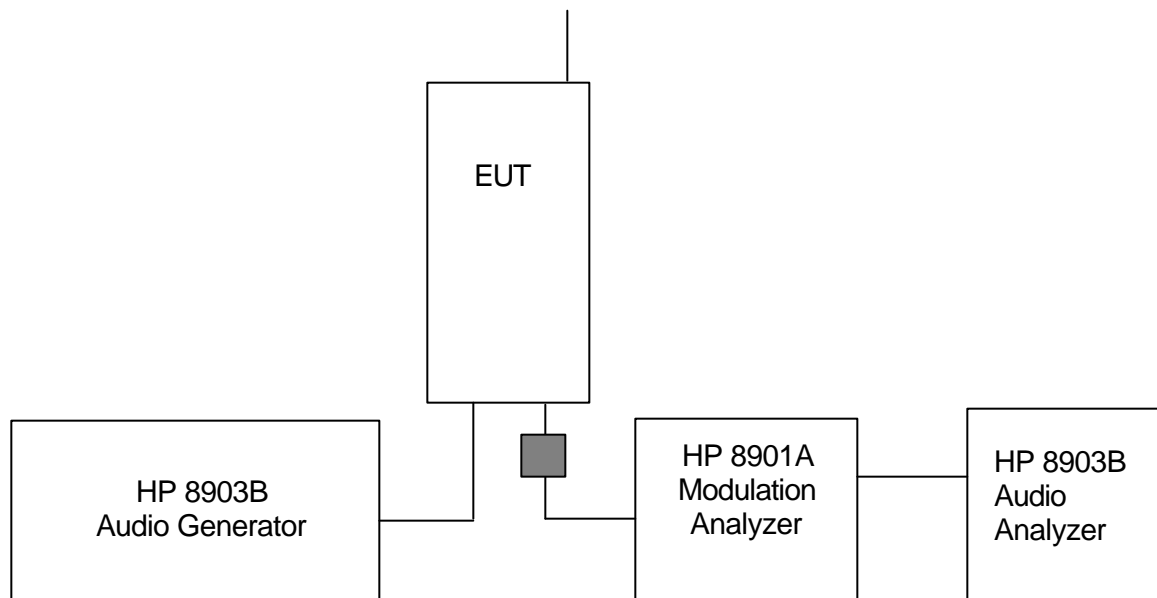 EUT
HP 8903B
Audio Generator
HP 8901A
Modulation
Analyzer
HP 8903B
Audio
Analyzer